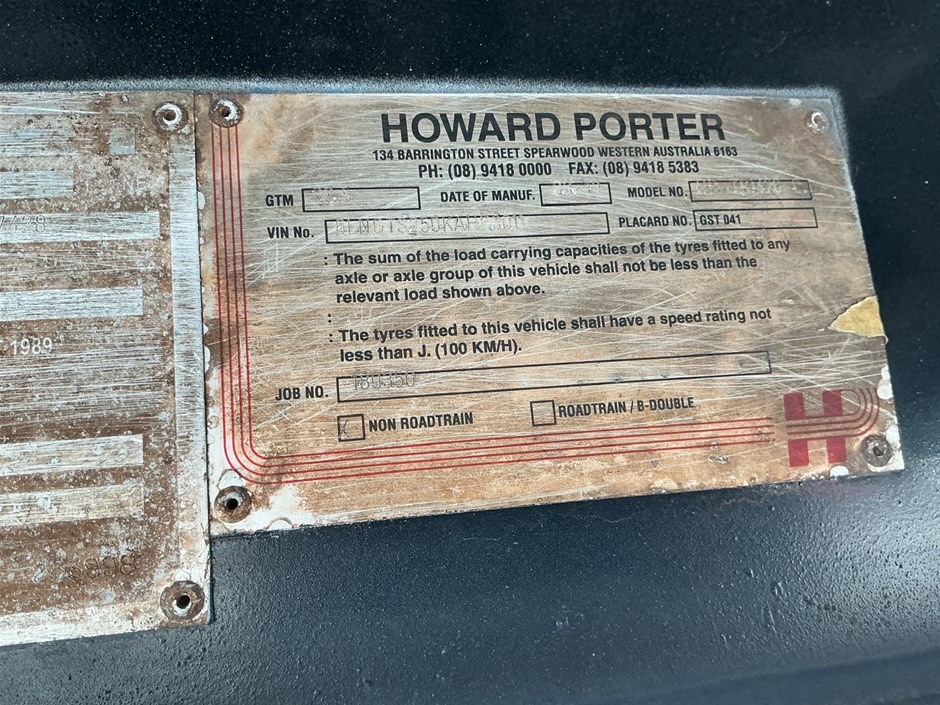 7428
1989
HOWARD PORTER
134 BARRINGTON STREET SPEARWOOD WESTERN AUSTRALIA 6163
PH: (08) 9418 0000 FAX: (08) 9418 5383
GTM DATE OF MANUF. MODEL NO.
VIN No. PLACARD NO. GST 041
: The sum of the load carrying capacities of the tyres fitted to any
axle or axle group of this vehicle shall not be less than the
relevant load shown above.
:
: The tyres fitted to this vehicle shall have a speed rating not
less than J. (100 KM/H).
JOB NO. 180350
NON ROADTRAIN ROADTRAIN / B-DOUBLE
H